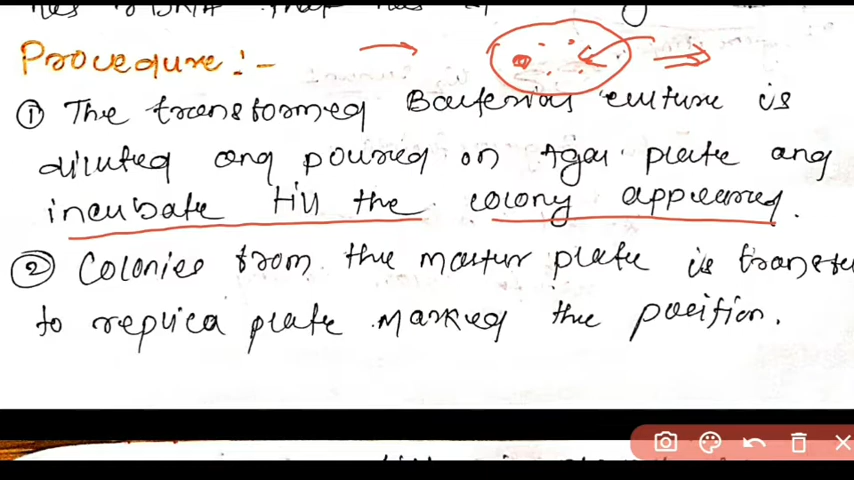 Procedure :-
① The transformed Bacterial culture is
diluted and poured on Agar plate and
incubate till the colony appeared.
② Colonies from the master plate is transfe
to replica plate marked the position.